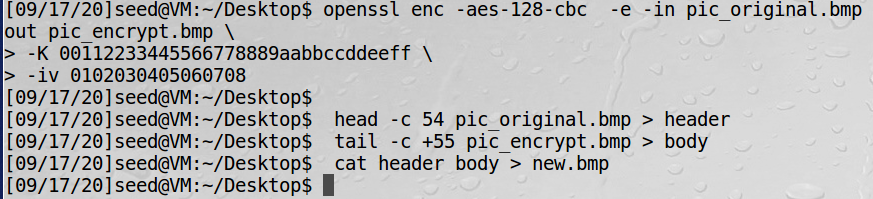 [09/17/20]seed@VM:~/Desktop$ openssl enc -aes-128-cbc  -e -in pic_original.bmp
out pic_encrypt.bmp \
> -K 00112233445566778889aabbccddeeff \
> -iv 0102030405060708
[09/17/20]seed@VM:~/Desktop$
[09/17/20]seed@VM:~/Desktop$  head -c 54 pic_original.bmp > header
[09/17/20]seed@VM:~/Desktop$  tail -c +55 pic_encrypt.bmp > body
[09/17/20]seed@VM:~/Desktop$  cat header body > new.bmp
[09/17/20]seed@VM:~/Desktop$